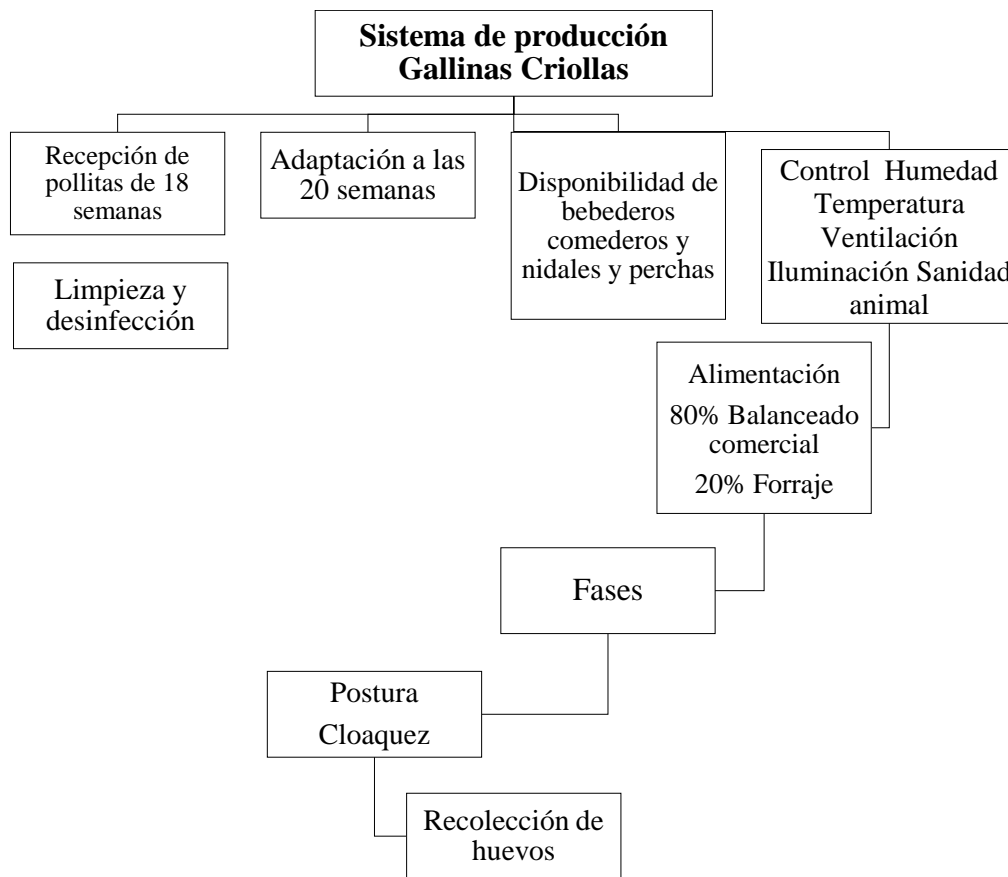 Sistema de producción
Gallinas Criollas
Recepción de
pollitas de 18
semanas
Adaptación a las
20 semanas
Disponibilidad de
bebederos
comederos y
nidales y perchas
Control Humedad
Temperatura
Ventilación
Iluminación Sanidad
animal
Limpieza y
desinfección
Alimentación
80% Balanceado
comercial
20% Forraje
Fases
Postura
Cloaquez
Recolección de
huevos